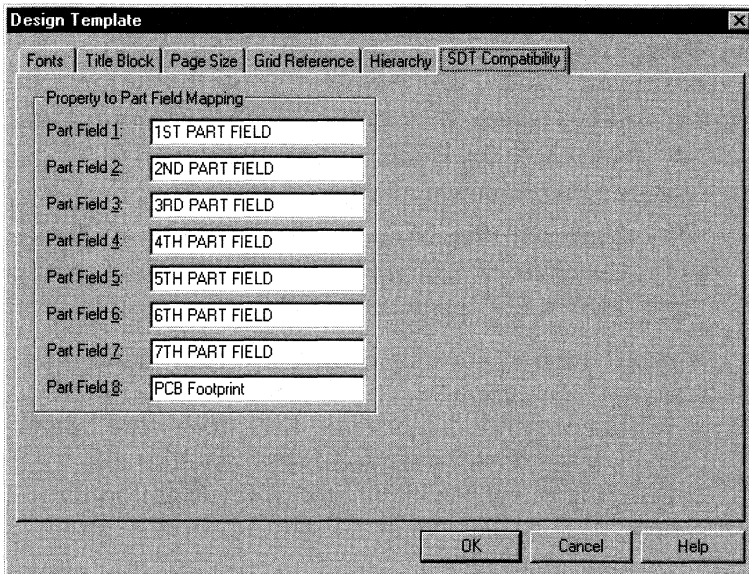 Design Template
Fonts Title Block Page Size Grid Reference Hierarchy SDT Compatibility
Property to Part Field Mapping
Part Field 1: 1ST PART FIELD
Part Field 2: 2ND PART FIELD
Part Field 3: 3RD PART FIELD
Part Field 4: 4TH PART FIELD
Part Field 5: 5TH PART FIELD
Part Field 6: 6TH PART FIELD
Part Field 7: 7TH PART FIELD
Part Field 8: PCB Footprint
OK Cancel Help